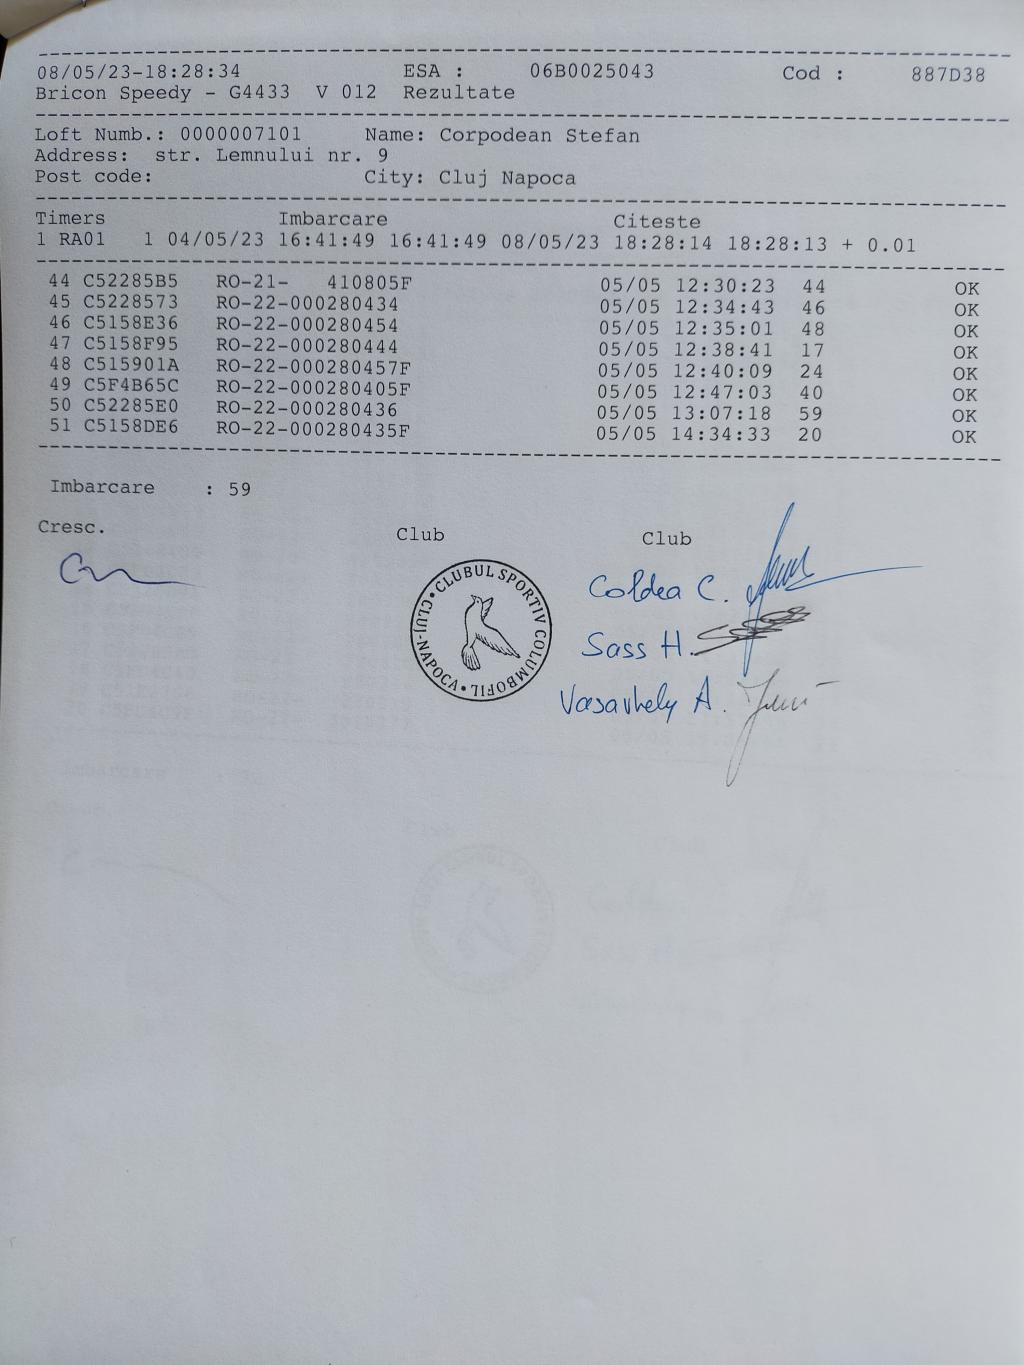 08/05/23-18:28:34 ESA : 06B0025043 Cod : 887D38
Bricon Speedy - G4433 V 012 Rezultate
Loft Numb.: 0000007101 Name: Corpodean Stefan
Address: str. Lemnului nr. 9
Post code: City: Cluj Napoca
Timers Imbarcare Citeste
1 RA01 1 04/05/23 16:41:49 16:41:49 08/05/23 18:28:14 18:28:13 + 0.01
44 C52285B5 RO-21- 410805F 05/05 12:30:23 44 OK
45 C5228573 RO-22-000280434 05/05 12:34:43 46 OK
46 C5158E36 RO-22-000280454 05/05 12:35:01 48 OK
47 C5158F95 RO-22-000280444 05/05 12:38:41 17 OK
48 C515901A RO-22-000280457F 05/05 12:40:09 24 OK
49 C5F4B65C RO-22-000280405F 05/05 12:47:03 40 OK
50 C52285E0 RO-22-000280436 05/05 13:07:18 59 OK
51 C5158DE6 RO-22-000280435F 05/05 14:34:33 20 OK
Imbarcare : 59
Cresc. Club Club
CLUBUL SPORTIV COLUMBOFIL • CLUJ-NAPOCA •
Coldea C.
Sass H.
Vasavhely A.